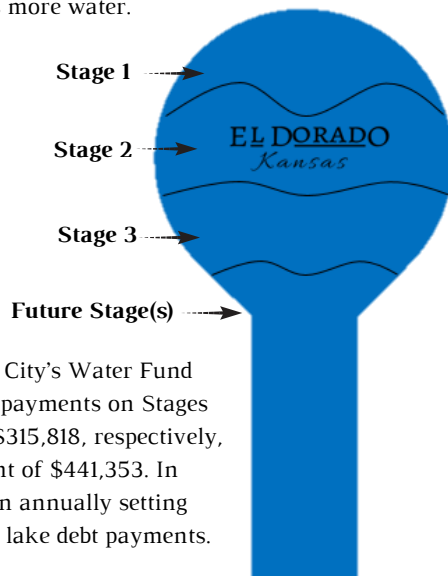 more water.
Stage 1
EL DORADO
Stage 2
Kansas
Stage 3
Future Stage(s)
City’s Water Fund
payments on Stages
$315,818, respectively,
nt of $441,353. In
n annually setting
lake debt payments.